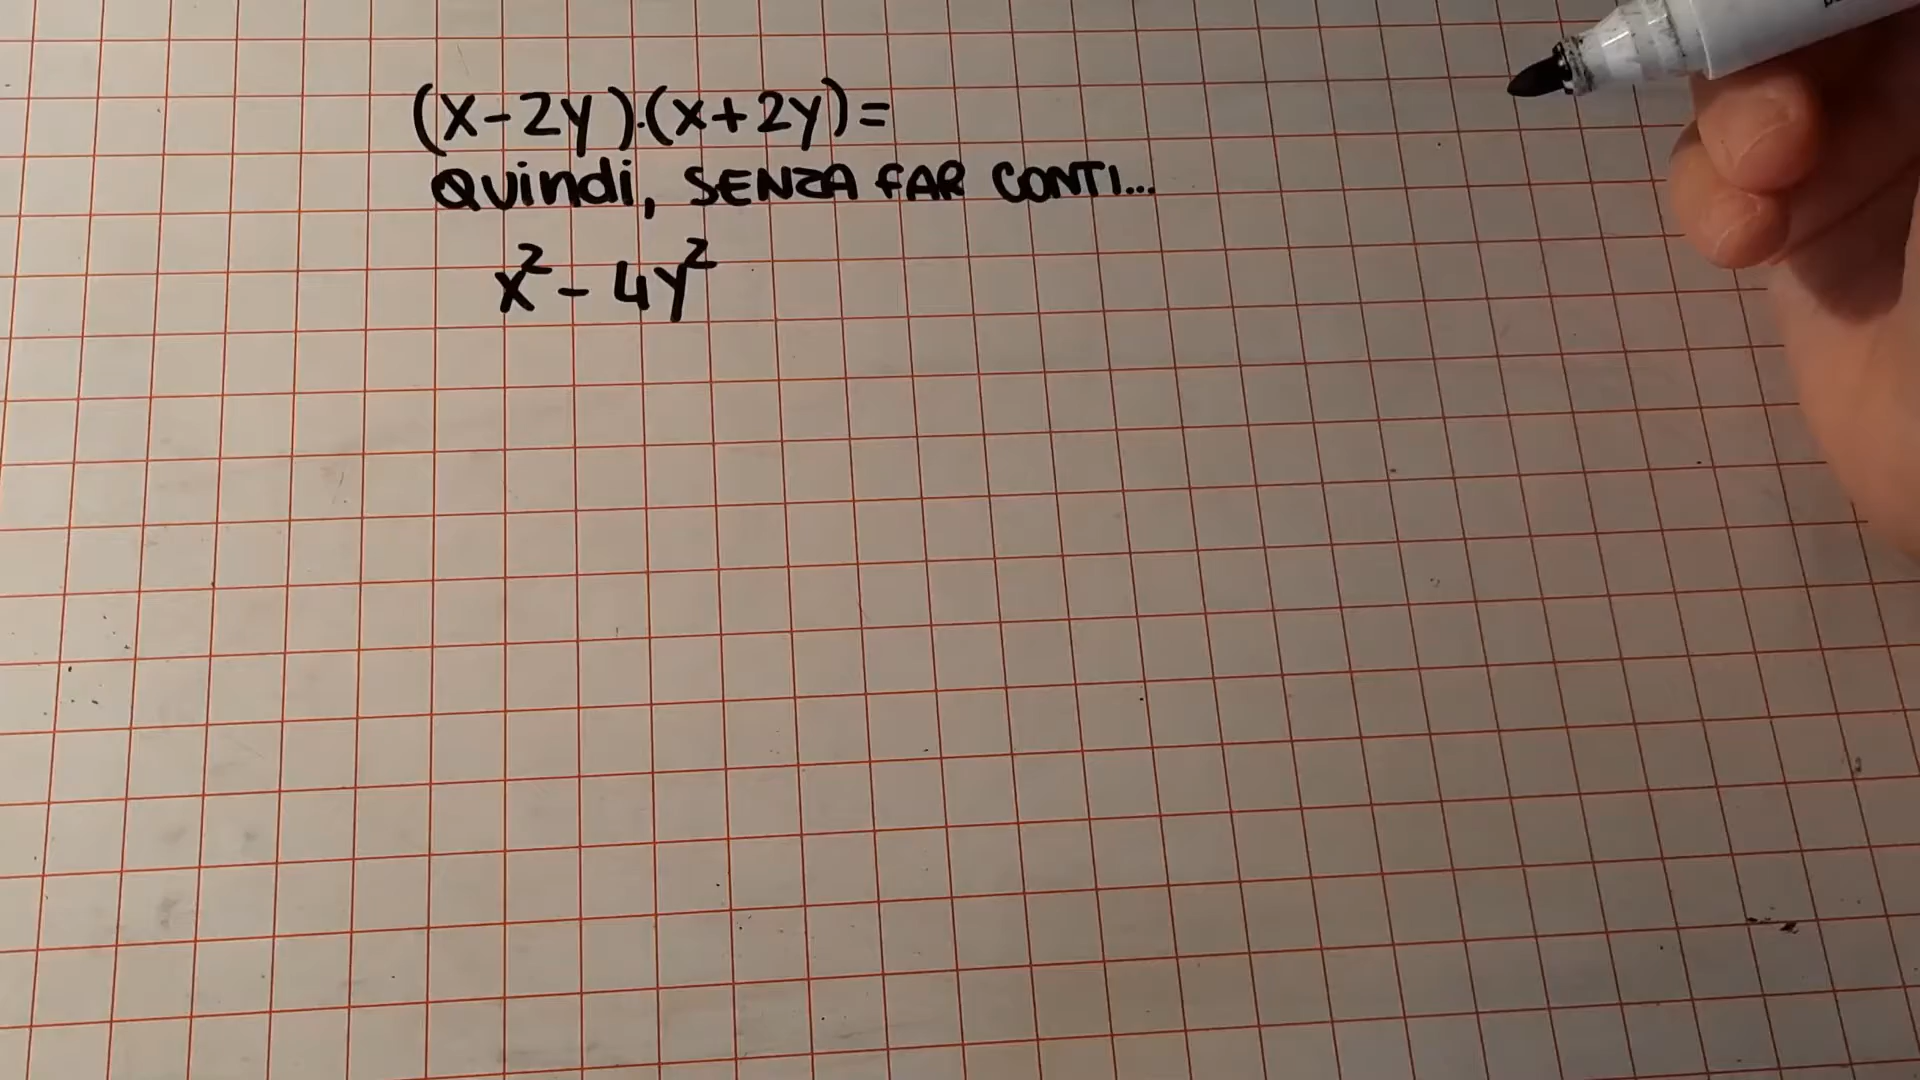 (x-2y)·(x+2y)=
Quindi, SENZA FAR CONTI...
x² - 4y²